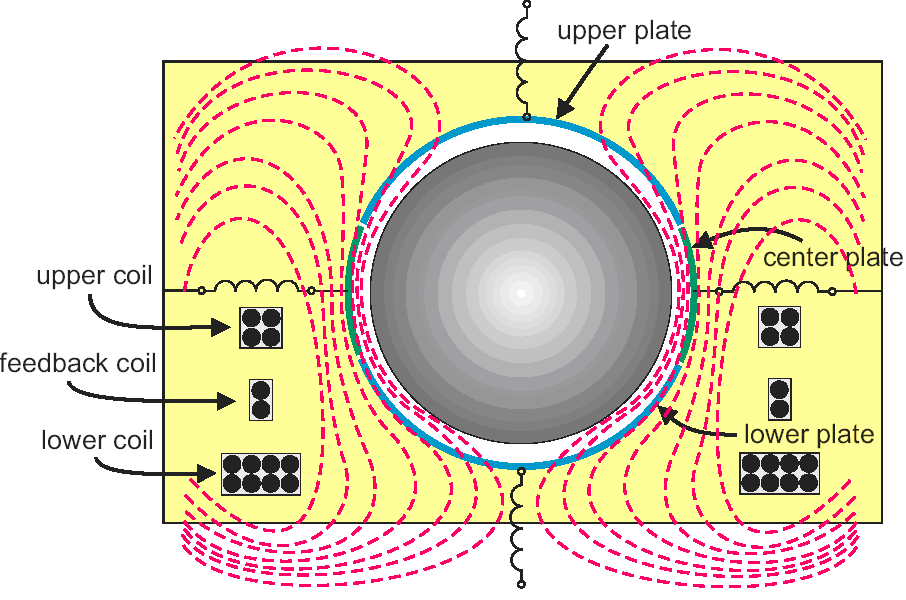 upper plate
center plate
upper coil
feedback coil
lower coil
lower plate